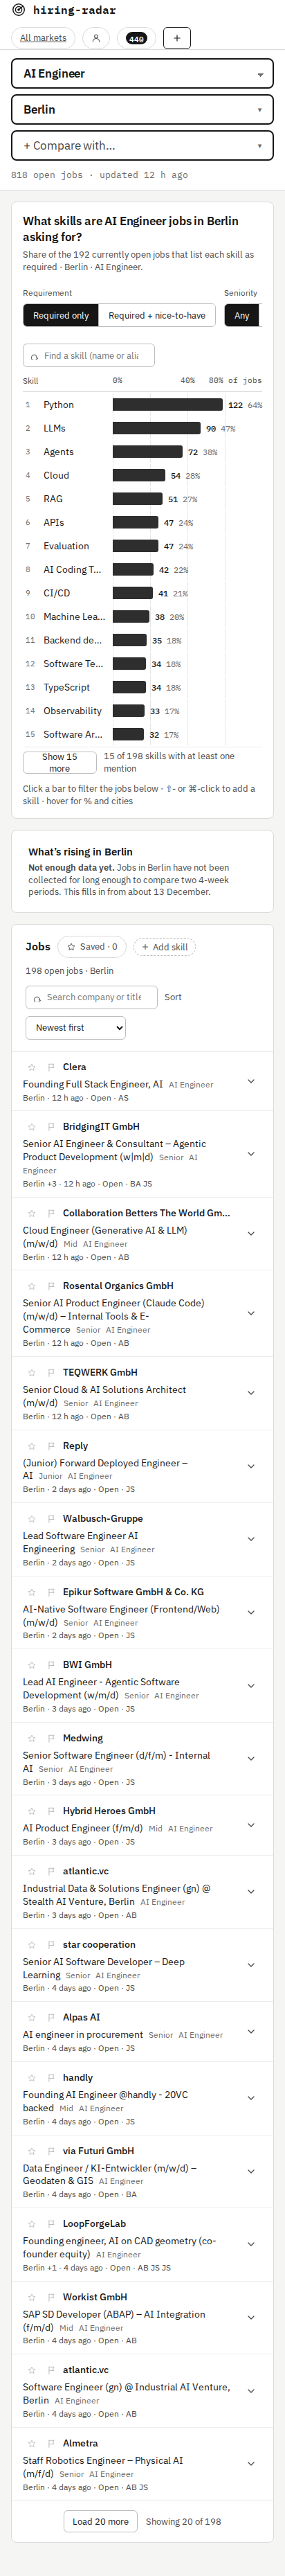 hiring-radar
All markets
440
+
AI Engineer
Berlin
+ Compare with...
818 open jobs · updated 12 h ago
What skills are AI Engineer jobs in Berlin
asking for?
Share of the 192 currently open jobs that list each skill as
required · Berlin · AI Engineer.
Requirement
Seniority
Required only
Required + nice-to-have
Any
Find a skill (name or ali
Skill 0% 40% 80% of jobs
1 Python 122 64%
2 LLMs 90 47%
3 Agents 72 38%
4 Cloud 54 28%
5 RAG 51 27%
6 APIs 47 24%
7 Evaluation 47 24%
8 AI Coding T... 42 22%
9 CI/CD 41 21%
10 Machine Lea... 38 20%
11 Backend de... 35 18%
12 Software Te... 34 18%
13 TypeScript 34 18%
14 Observability 33 17%
15 Software Ar... 32 17%
Show 15
more
15 of 198 skills with at least one
mention
Click a bar to filter the jobs below · ⇧- or ⌘-click to add a
skill · hover for % and cities
What's rising in Berlin
Not enough data yet. Jobs in Berlin have not been
collected for long enough to compare two 4-week
periods. This fills in from about 13 December.
Jobs
Saved · 0
+ Add skill
198 open jobs · Berlin
Search company or title
Sort
Newest first
Clera
Founding Full Stack Engineer, AI AI Engineer
Berlin · 12 h ago · Open · AS
BridgingIT GmbH
Senior AI Engineer & Consultant – Agentic
Product Development (w|m|d) Senior AI
Engineer
Berlin +3 · 12 h ago · Open · BA JS
Collaboration Betters The World Gm...
Cloud Engineer (Generative AI & LLM)
(m/w/d) Mid AI Engineer
Berlin · 12 h ago · Open · AB
Rosental Organics GmbH
Senior AI Product Engineer (Claude Code)
(m/w/d) – Internal Tools & E-
Commerce Senior AI Engineer
Berlin · 12 h ago · Open · AB
TEQWERK GmbH
Senior Cloud & AI Solutions Architect
(m/w/d) Senior AI Engineer
Berlin · 12 h ago · Open · AB
Reply
(Junior) Forward Deployed Engineer –
AI Junior AI Engineer
Berlin · 2 days ago · Open · JS
Walbusch-Gruppe
Lead Software Engineer AI
Engineering Senior AI Engineer
Berlin · 2 days ago · Open · JS
Epikur Software GmbH & Co. KG
AI-Native Software Engineer (Frontend/Web)
(m/w/d) Senior AI Engineer
Berlin · 2 days ago · Open · JS
BWI GmbH
Lead AI Engineer - Agentic Software
Development (w/m/d) Senior AI Engineer
Berlin · 3 days ago · Open · JS
Medwing
Senior Software Engineer (d/f/m) - Internal
AI Senior AI Engineer
Berlin · 3 days ago · Open · JS
Hybrid Heroes GmbH
AI Product Engineer (f/m/d) Mid AI Engineer
Berlin · 3 days ago · Open · JS
atlantic.vc
Industrial Data & Solutions Engineer (gn) @
Stealth AI Venture, Berlin AI Engineer
Berlin · 3 days ago · Open · AB
star cooperation
Senior AI Software Developer – Deep
Learning Senior AI Engineer
Berlin · 4 days ago · Open · JS
Alpas AI
AI engineer in procurement Senior AI Engineer
Berlin · 4 days ago · Open · JS
handly
Founding AI Engineer @handly - 20VC
backed Mid AI Engineer
Berlin · 4 days ago · Open · JS
via Futuri GmbH
Data Engineer / KI-Entwickler (m/w/d) –
Geodaten & GIS AI Engineer
Berlin · 4 days ago · Open · BA
LoopForgeLab
Founding engineer, AI on CAD geometry (co-
founder equity) AI Engineer
Berlin +1 · 4 days ago · Open · AB JS JS
Workist GmbH
SAP SD Developer (ABAP) – AI Integration
(f/m/d) Mid AI Engineer
Berlin · 4 days ago · Open · AB
atlantic.vc
Software Engineer (gn) @ Industrial AI Venture,
Berlin AI Engineer
Berlin · 4 days ago · Open · AB
Almetra
Staff Robotics Engineer – Physical AI
(m/f/d) Senior AI Engineer
Berlin · 4 days ago · Open · AB JS
Load 20 more
Showing 20 of 198